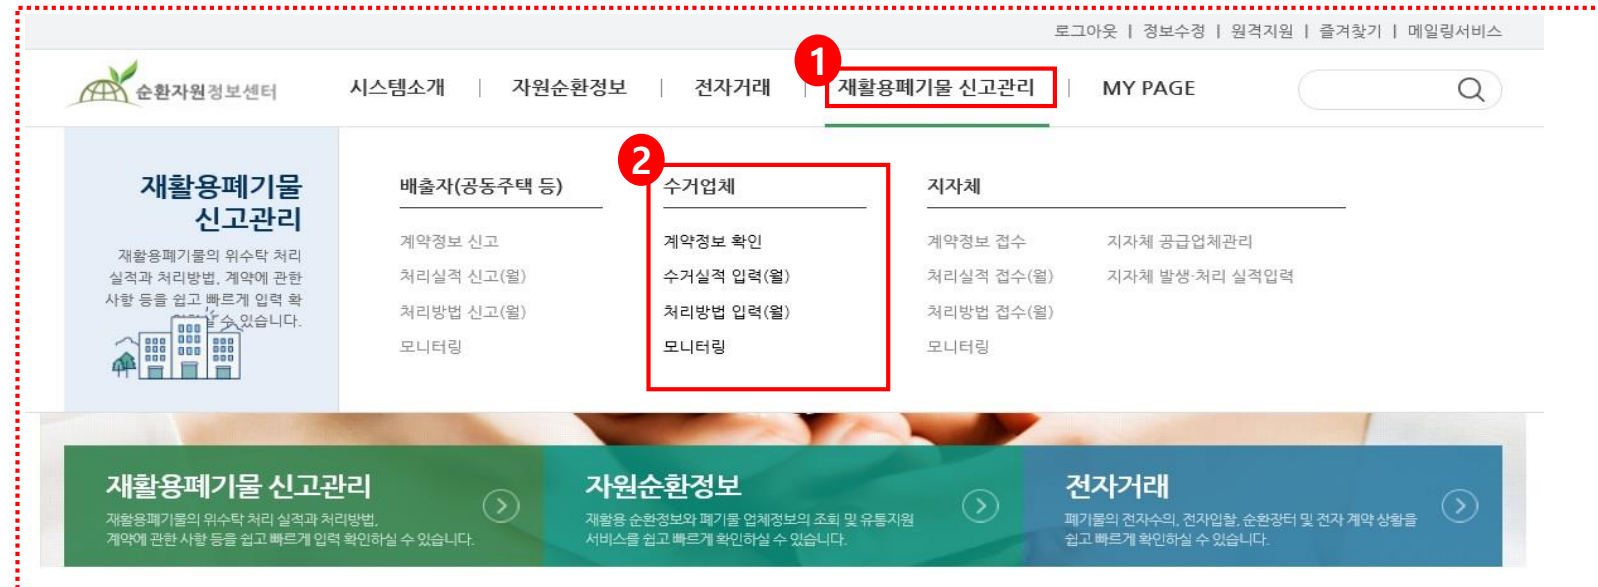 로그아웃 | 정보수정 | 원격지원 | 즐겨찾기 | 메일링서비스
1
순환자원정보센터
시스템소개 | 자원순환정보 | 전자거래 | 재활용폐기물 신고관리 | MY PAGE
재활용폐기물
신고관리
재활용폐기물의 위수탁 처리
실적과 처리방법, 계약에 관한
사항 등을 쉽고 빠르게 입력 확
수 있습니다.
배출자(공동주택 등)
계약정보 신고
처리실적 신고(월)
처리방법 신고(월)
모니터링
2
수거업체
계약정보 확인
수거실적 입력(월)
처리방법 입력(월)
모니터링
지자체
계약정보 접수
처리실적 접수(월)
처리방법 접수(월)
모니터링
지자체 공급업체관리
지자체 발생·처리 실적입력
재활용폐기물 신고관리
재활용폐기물의 위수탁 처리 실적과 처리방법,
계약에 관한 사항 등을 쉽고 빠르게 입력 확인하실 수 있습니다.
자원순환정보
재활용 순환정보와 폐기물 업체정보의 조회 및 유통지원
서비스를 쉽고 빠르게 확인하실 수 있습니다.
전자거래
폐기물의 전자수의, 전자입찰, 순환장터 및 전자 계약 상황을
쉽고 빠르게 확인하실 수 있습니다.